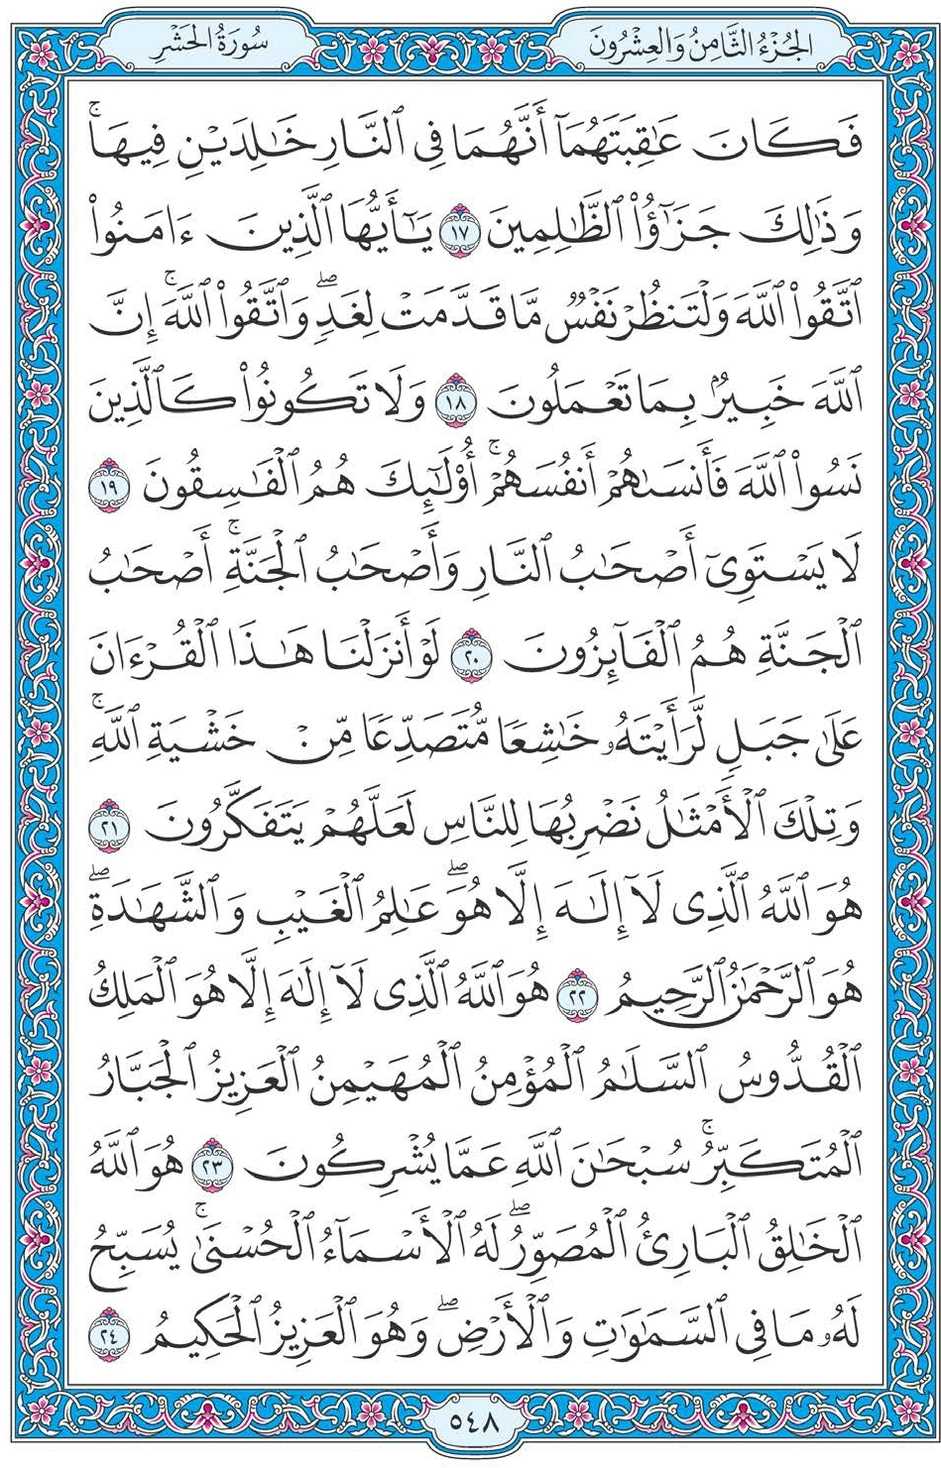 الجُزْءُ الثَّامِنُ وَالعِشْرُونَ
سُورَةُ الحَشْرِ
فَكَانَ عَٰقِبَتَهُمَآ أَنَّهُمَا فِى ٱلنَّارِ خَٰلِدَيْنِ فِيهَاۚ
وَذَٰلِكَ جَزَٰٓؤُا۟ ٱلظَّٰلِمِينَ ١٧ يَٰٓأَيُّهَا ٱلَّذِينَ ءَامَنُوا۟
ٱتَّقُوا۟ ٱللَّهَ وَلْتَنظُرْ نَفْسٌ مَّا قَدَّمَتْ لِغَدٍۖ وَٱتَّقُوا۟ ٱللَّهَۚ إِنَّ
ٱللَّهَ خَبِيرٌۢ بِمَا تَعْمَلُونَ ١٨ وَلَا تَكُونُوا۟ كَٱلَّذِينَ
نَسُوا۟ ٱللَّهَ فَأَنسَىٰهُمْ أَنفُسَهُمْۚ أُو۟لَٰٓئِكَ هُمُ ٱلْفَٰسِقُونَ ١٩
لَا يَسْتَوِىٓ أَصْحَٰبُ ٱلنَّارِ وَأَصْحَٰبُ ٱلْجَنَّةِۚ أَصْحَٰبُ
ٱلْجَنَّةِ هُمُ ٱلْفَآئِزُونَ ٢٠ لَوْ أَنزَلْنَا هَٰذَا ٱلْقُرْءَانَ
عَلَىٰ جَبَلٍ لَّرَأَيْتَهُۥ خَٰشِعًا مُّتَصَدِّعًا مِّنْ خَشْيَةِ ٱللَّهِۚ
وَتِلْكَ ٱلْأَمْثَٰلُ نَضْرِبُهَا لِلنَّاسِ لَعَلَّهُمْ يَتَفَكَّرُونَ ٢١
هُوَ ٱللَّهُ ٱلَّذِى لَآ إِلَٰهَ إِلَّا هُوَۖ عَٰلِمُ ٱلْغَيْبِ وَٱلشَّهَٰدَةِۖ
هُوَ ٱلرَّحْمَٰنُ ٱلرَّحِيمُ ٢٢ هُوَ ٱللَّهُ ٱلَّذِى لَآ إِلَٰهَ إِلَّا هُوَ ٱلْمَلِكُ
ٱلْقُدُّوسُ ٱلسَّلَٰمُ ٱلْمُؤْمِنُ ٱلْمُهَيْمِنُ ٱلْعَزِيزُ ٱلْجَبَّارُ
ٱلْمُتَكَبِّرُۚ سُبْحَٰنَ ٱللَّهِ عَمَّا يُشْرِكُونَ ٢٣ هُوَ ٱللَّهُ
ٱلْخَٰلِقُ ٱلْبَارِئُ ٱلْمُصَوِّرُۖ لَهُ ٱلْأَسْمَآءُ ٱلْحُسْنَىٰۚ يُسَبِّحُ
لَهُۥ مَا فِى ٱلسَّمَٰوَٰتِ وَٱلْأَرْضِۖ وَهُوَ ٱلْعَزِيزُ ٱلْحَكِيمُ ٢٤
٥٤٨